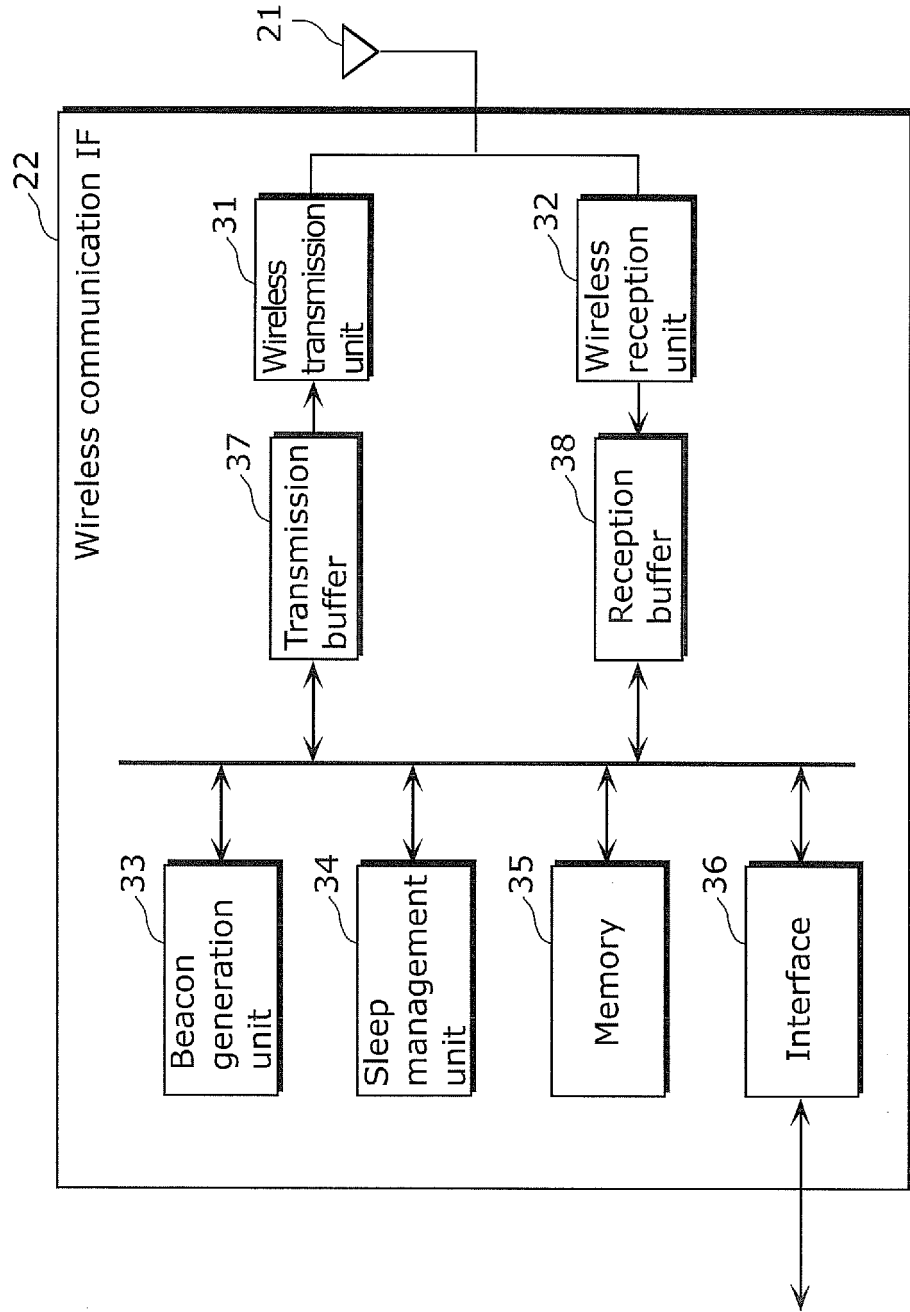 22
Wireless communication IF
21
33
Beacon
generation
unit
37
Transmission
buffer
31
Wireless
transmission
unit
34
Sleep
management
unit
35
Memory
38
Reception
buffer
32
Wireless
reception
unit
36
Interface